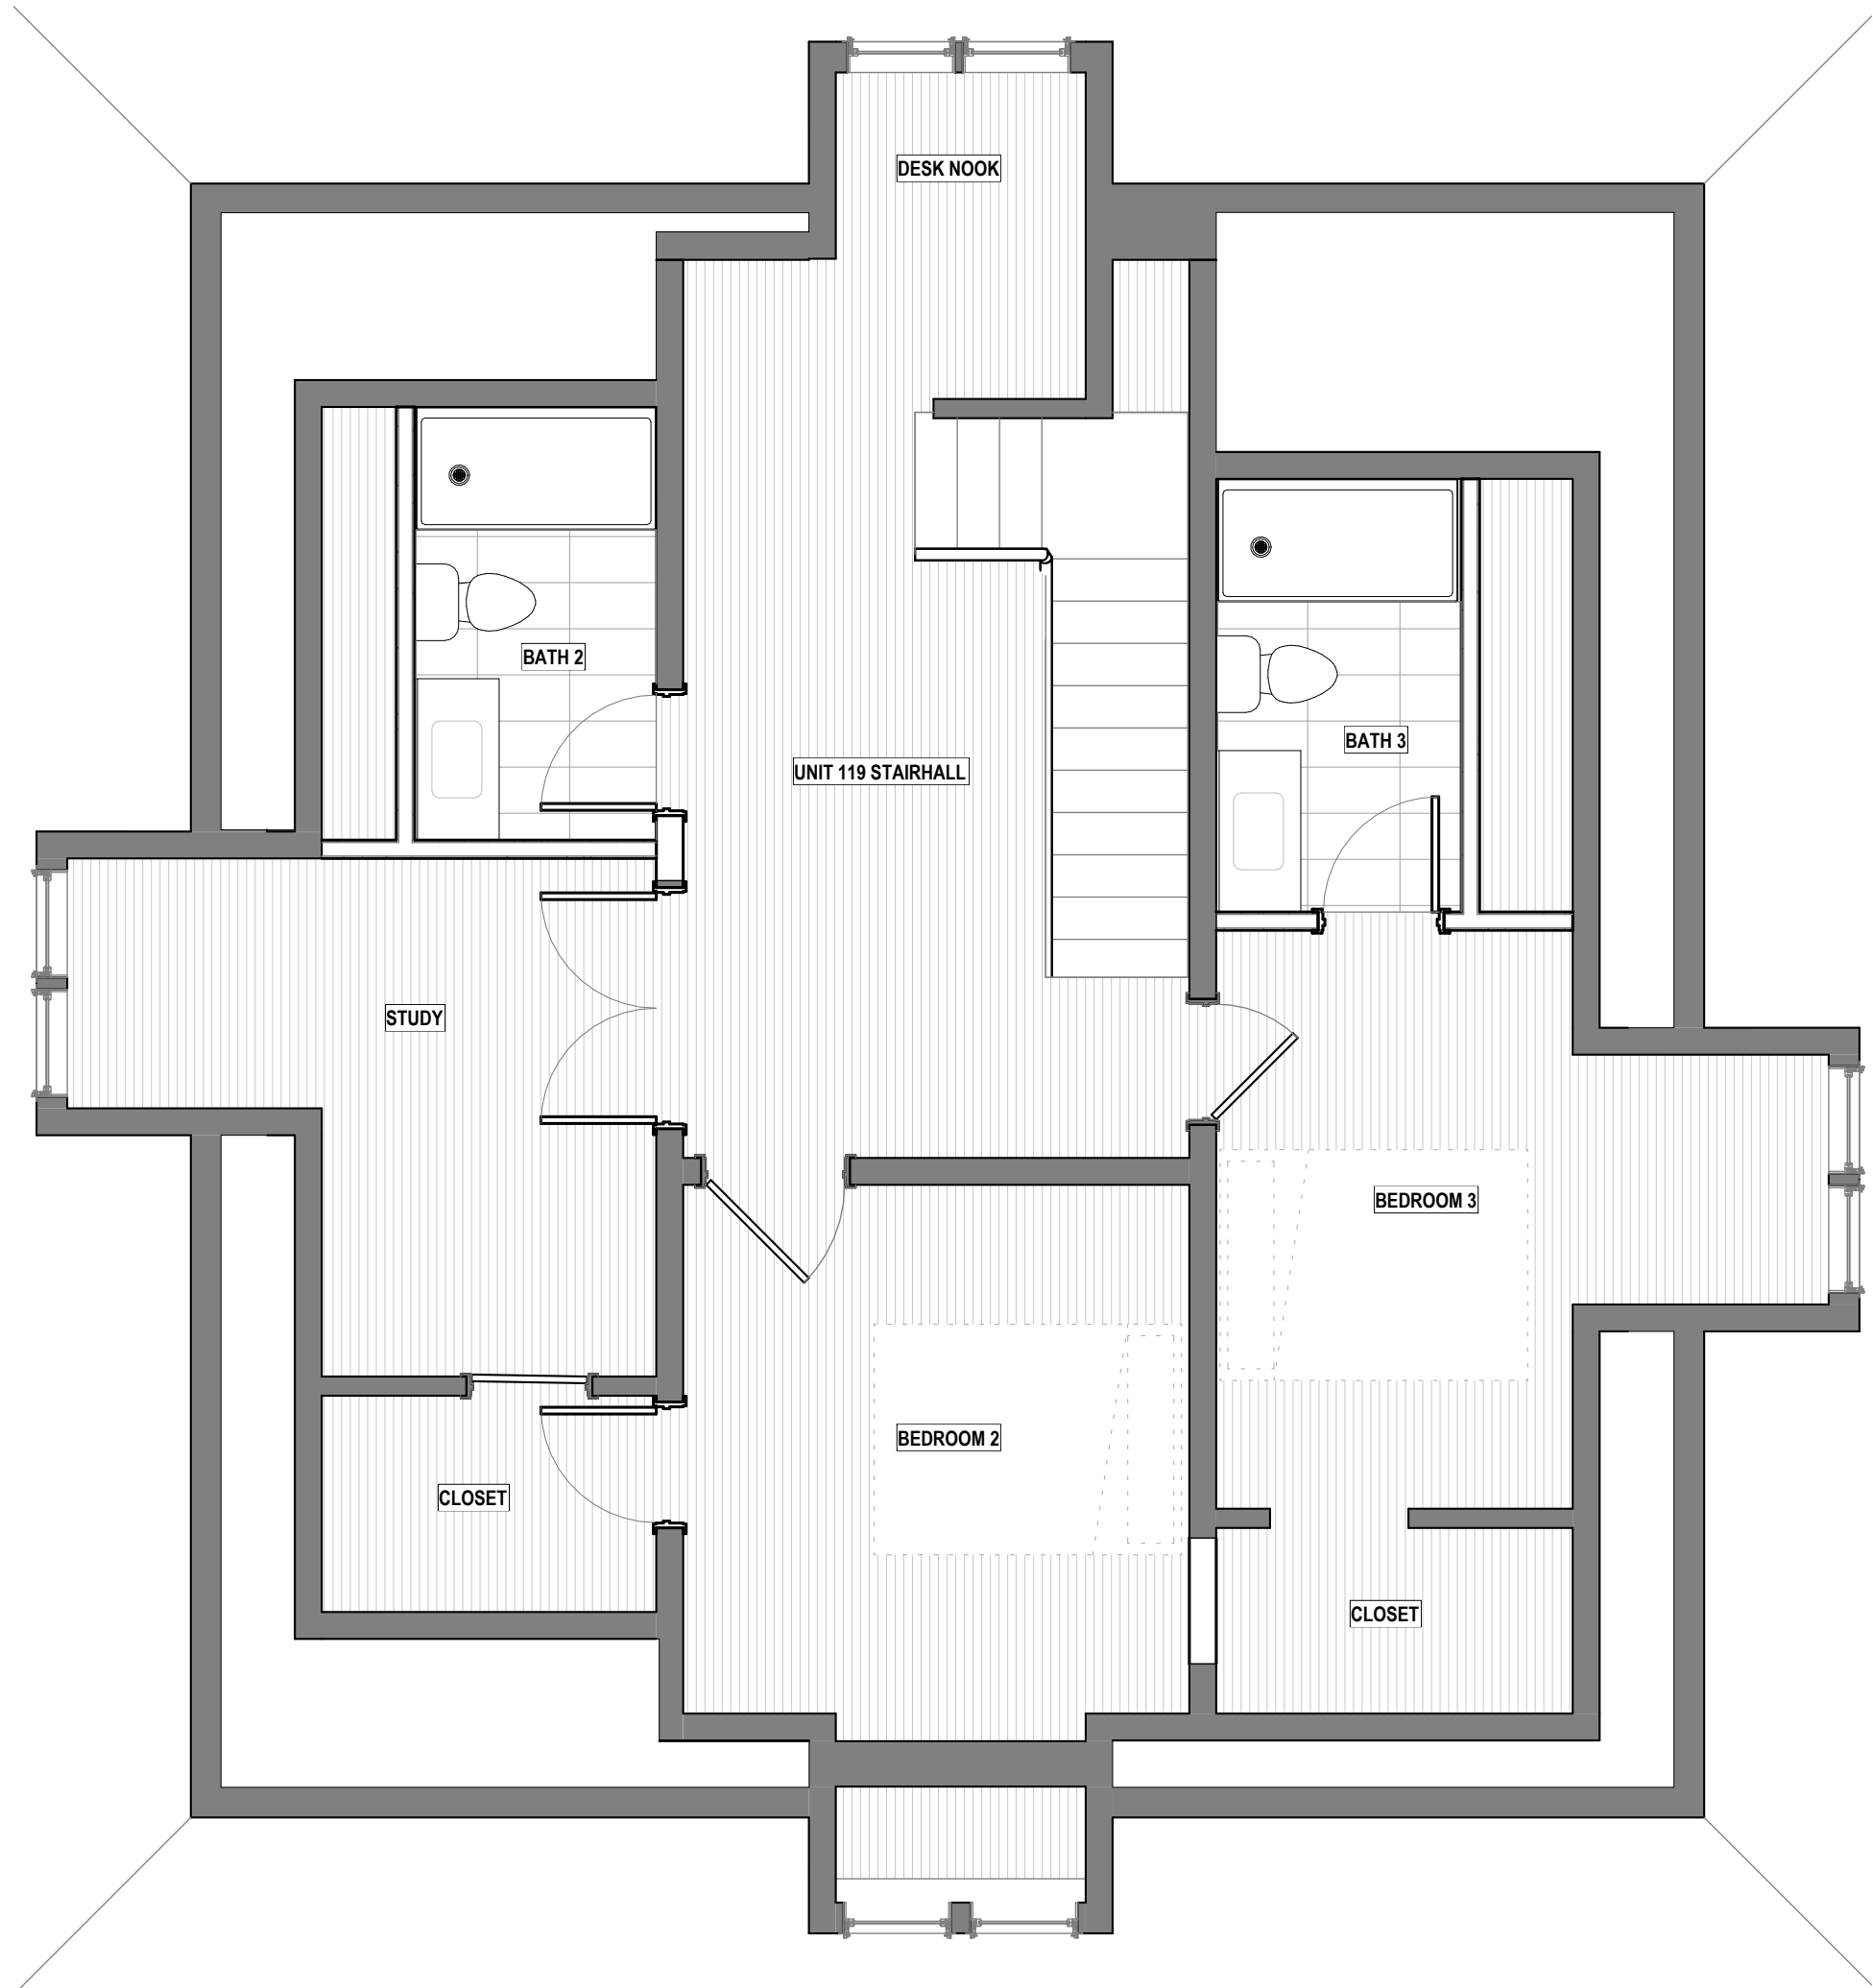 DESK NOOK
BATH 2
BATH 3
UNIT 119 STAIRHALL
STUDY
BEDROOM 3
BEDROOM 2
CLOSET
CLOSET